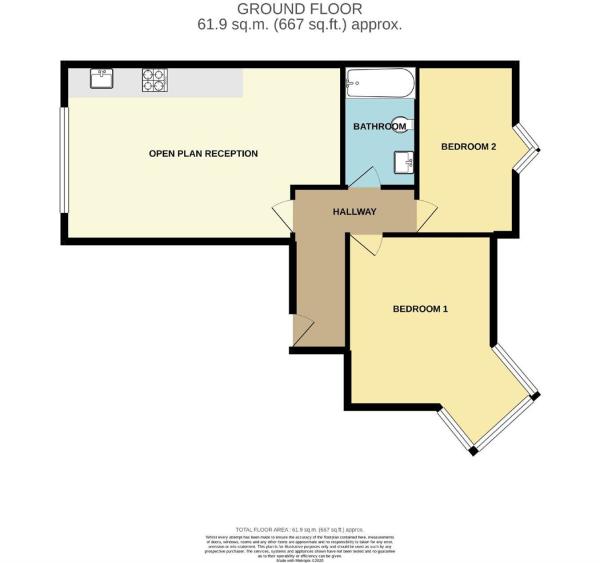 GROUND FLOOR
61.9 sq.m. (667 sq.ft.) approx.
BATHROOM
BEDROOM 2
OPEN PLAN RECEPTION
HALLWAY
BEDROOM 1
TOTAL FLOOR AREA : 61.9 sq.m. (667 sq.ft.) approx.
Whilst every attempt has been made to ensure the accuracy of the floorplan contained here, measurements
of doors, windows, rooms and any other items are approximate and no responsibility is taken for any error,
omission or mis-statement. This plan is for illustrative purposes only and should be used as such by any
prospective purchaser. The services, systems and appliances shown have not been tested and no guarantee
as to their operability or efficiency can be given.
Made with Metropix ©2020